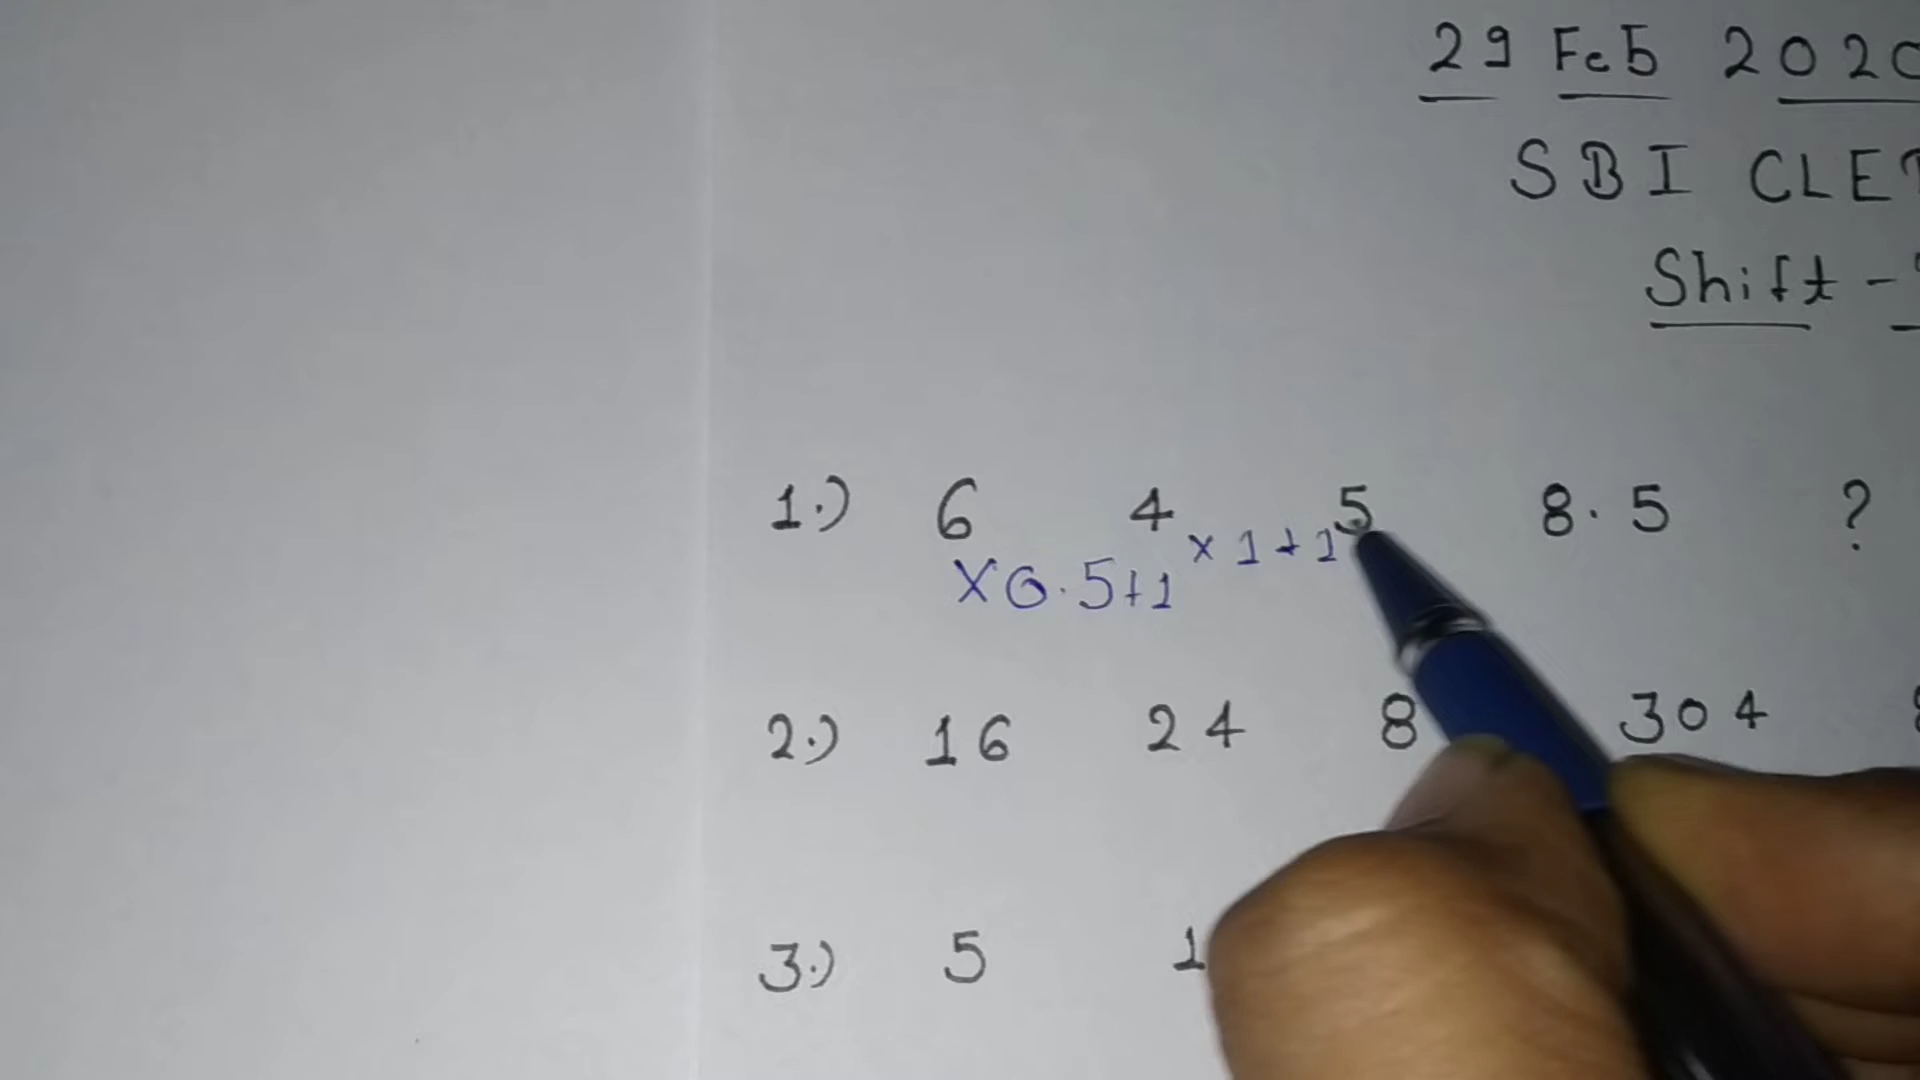 29 Feb 2020
SBI CLE
Shift -
1.) 6 4 5 8.5 ?
×0.5+1 ×1+1
2.) 16 24 8 304
3.) 5 1